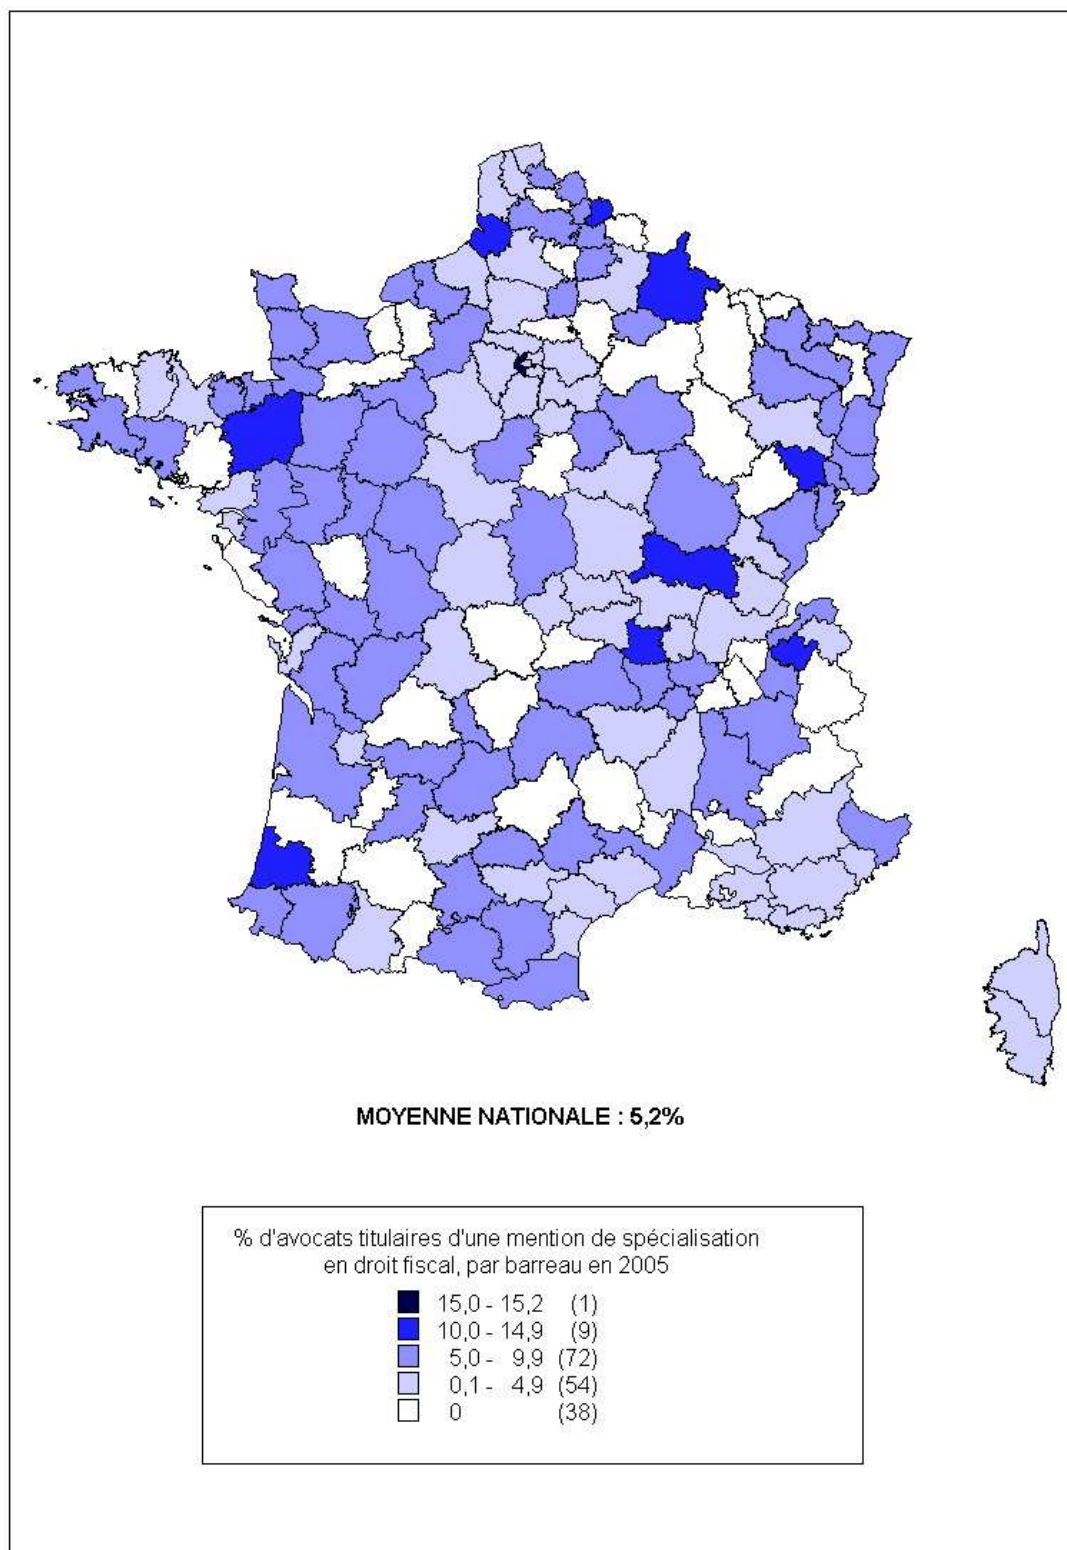 MOYENNE NATIONALE : 5,2%
% d'avocats titulaires d'une mention de spécialisation
en droit fiscal, par barreau en 2005
15,0 - 15,2 (1)
10,0 - 14,9 (9)
5,0 - 9,9 (72)
0,1 - 4,9 (54)
0 (38)